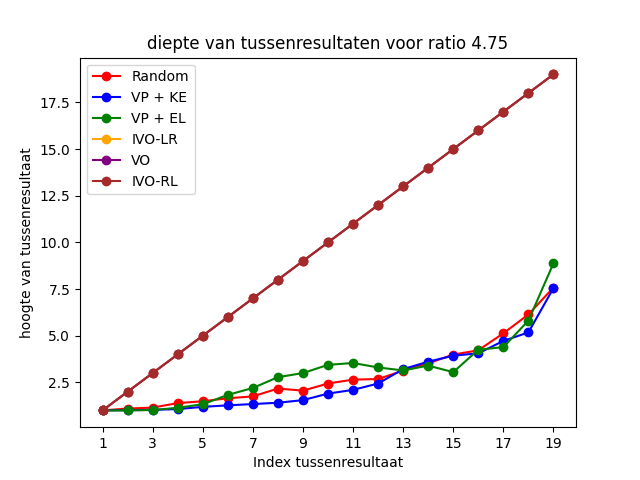 diepte van tussenresultaten voor ratio 4.75
Random
VP + KE
VP + EL
IVO-LR
VO
IVO-RL
hoogte van tussenresultaat
17.5
15.0
12.5
10.0
7.5
5.0
2.5
1 3 5 7 9 11 13 15 17 19
Index tussenresultaat